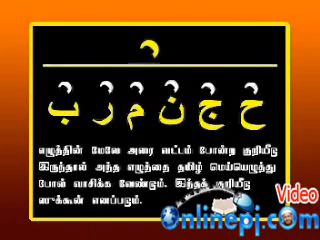 ْ
حْ جْ نْ مْ رْ بْ
எழுத்தின் மேலே அரை வட்டம் போன்ற குறியீடு
இருந்தால் அந்த எழுத்தை தமிழ் மெய்யெழுத்து
போல் வாசிக்க வேண்டும். இந்தக் குறியீடு
ஸுக்கூன் எனப்படும்.
Video
Onlinepj.com